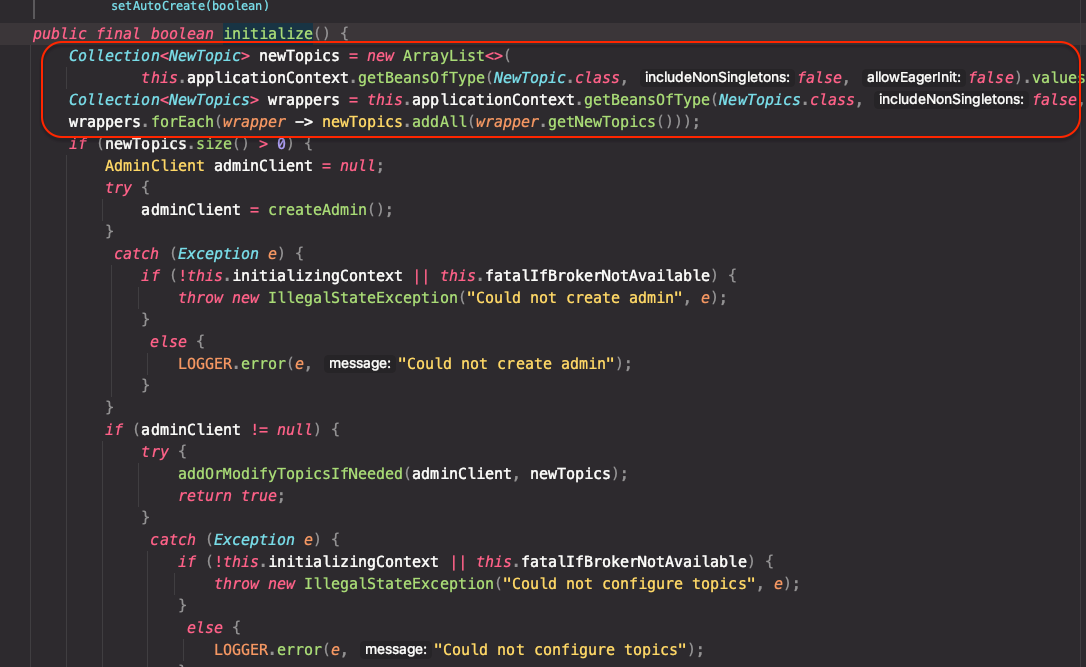 setAutoCreate(boolean)
public final boolean initialize() {
Collection<NewTopic> newTopics = new ArrayList<>(
this.applicationContext.getBeansOfType(NewTopic.class, includeNonSingletons: false, allowEagerInit: false).values
Collection<NewTopics> wrappers = this.applicationContext.getBeansOfType(NewTopics.class, includeNonSingletons: false,
wrappers.forEach(wrapper -> newTopics.addAll(wrapper.getNewTopics()));
if (newTopics.size() > 0) {
AdminClient adminClient = null;
try {
adminClient = createAdmin();
}
catch (Exception e) {
if (!this.initializingContext || this.fatalIfBrokerNotAvailable) {
throw new IllegalStateException("Could not create admin", e);
}
else {
LOGGER.error(e, message: "Could not create admin");
}
}
if (adminClient != null) {
try {
addOrModifyTopicsIfNeeded(adminClient, newTopics);
return true;
}
catch (Exception e) {
if (!this.initializingContext || this.fatalIfBrokerNotAvailable) {
throw new IllegalStateException("Could not configure topics", e);
}
else {
LOGGER.error(e, message: "Could not configure topics");